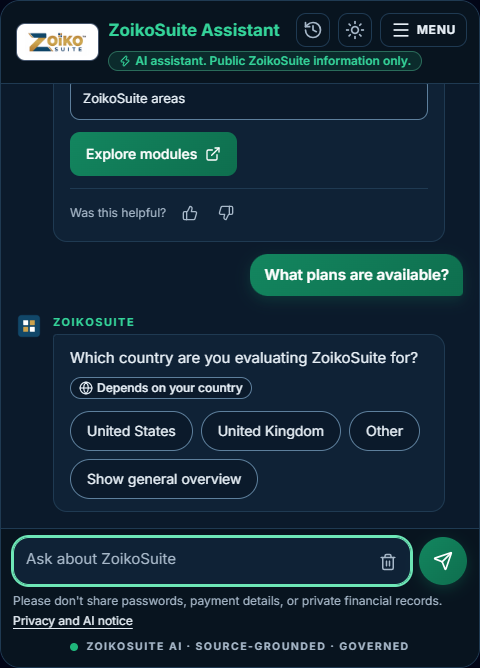 ZOIKO™
SUITE
ZoikoSuite Assistant
MENU
AI assistant. Public ZoikoSuite information only.
ZoikoSuite areas
Explore modules
Was this helpful?
What plans are available?
ZOIKOSUITE
Which country are you evaluating ZoikoSuite for?
Depends on your country
United States
United Kingdom
Other
Show general overview
Ask about ZoikoSuite
Please don't share passwords, payment details, or private financial records.
Privacy and AI notice
ZOIKOSUITE AI · SOURCE-GROUNDED · GOVERNED